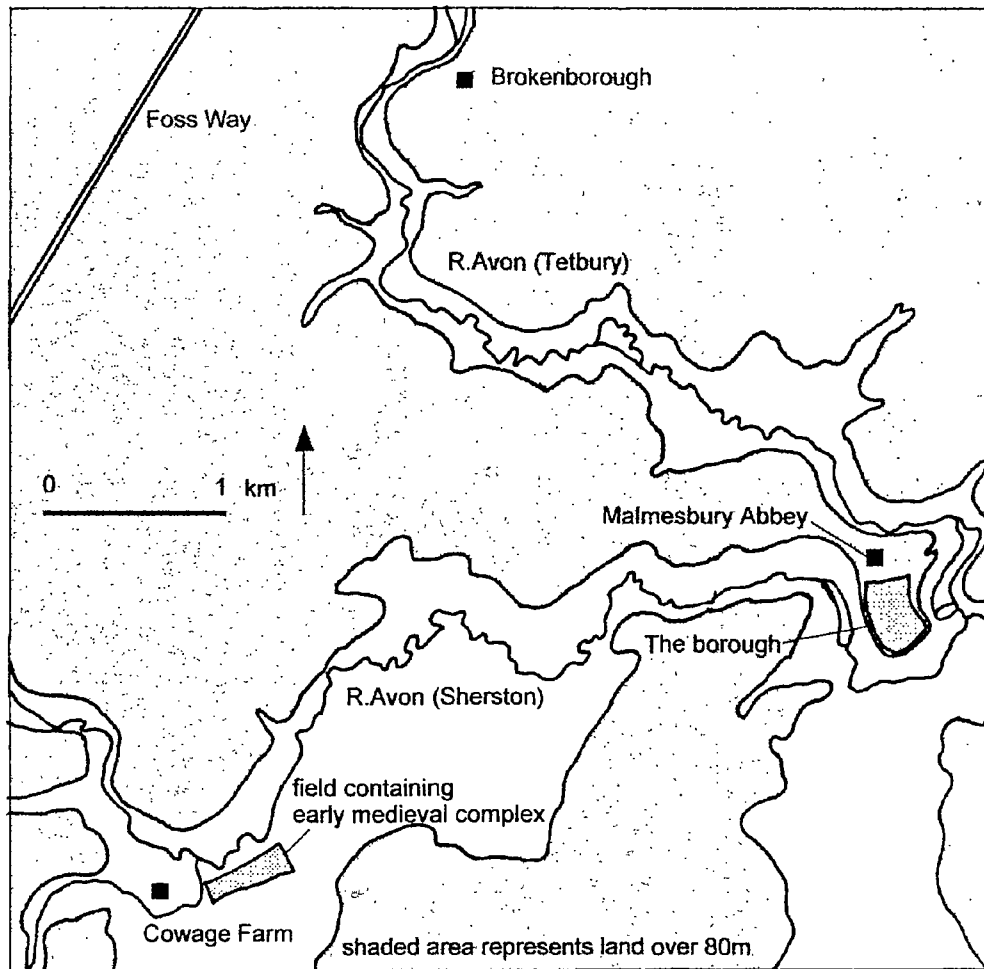 Brokenborough
Foss Way
R.Avon (Tetbury)
0 1 km
Malmesbury Abbey
The borough
R.Avon (Sherston)
field containing
early medieval complex
Cowage Farm
shaded area represents land over 80m